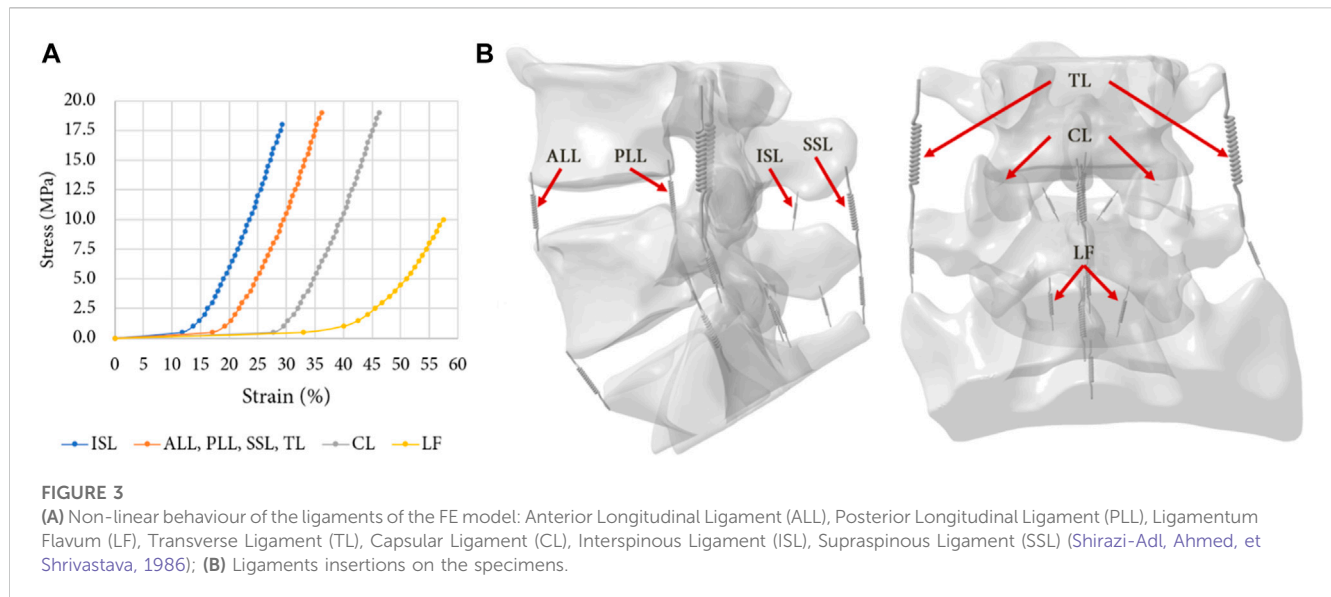 A
B
20.0
17.5
15.0
12.5
10.0
7.5
5.0
2.5
0.0
Stress (MPa)
0 5 10 15 20 25 30 35 40 45 50 55 60
Strain (%)
ISL ALL, PLL, SSL, TL CL LF
ALL PLL ISL SSL
TL
CL
LF
FIGURE 3
(A) Non-linear behaviour of the ligaments of the FE model: Anterior Longitudinal Ligament (ALL), Posterior Longitudinal Ligament (PLL), Ligamentum
Flavum (LF), Transverse Ligament (TL), Capsular Ligament (CL), Interspinous Ligament (ISL), Supraspinous Ligament (SSL) (Shirazi-Adl, Ahmed, et
Shrivastava, 1986); (B) Ligaments insertions on the specimens.